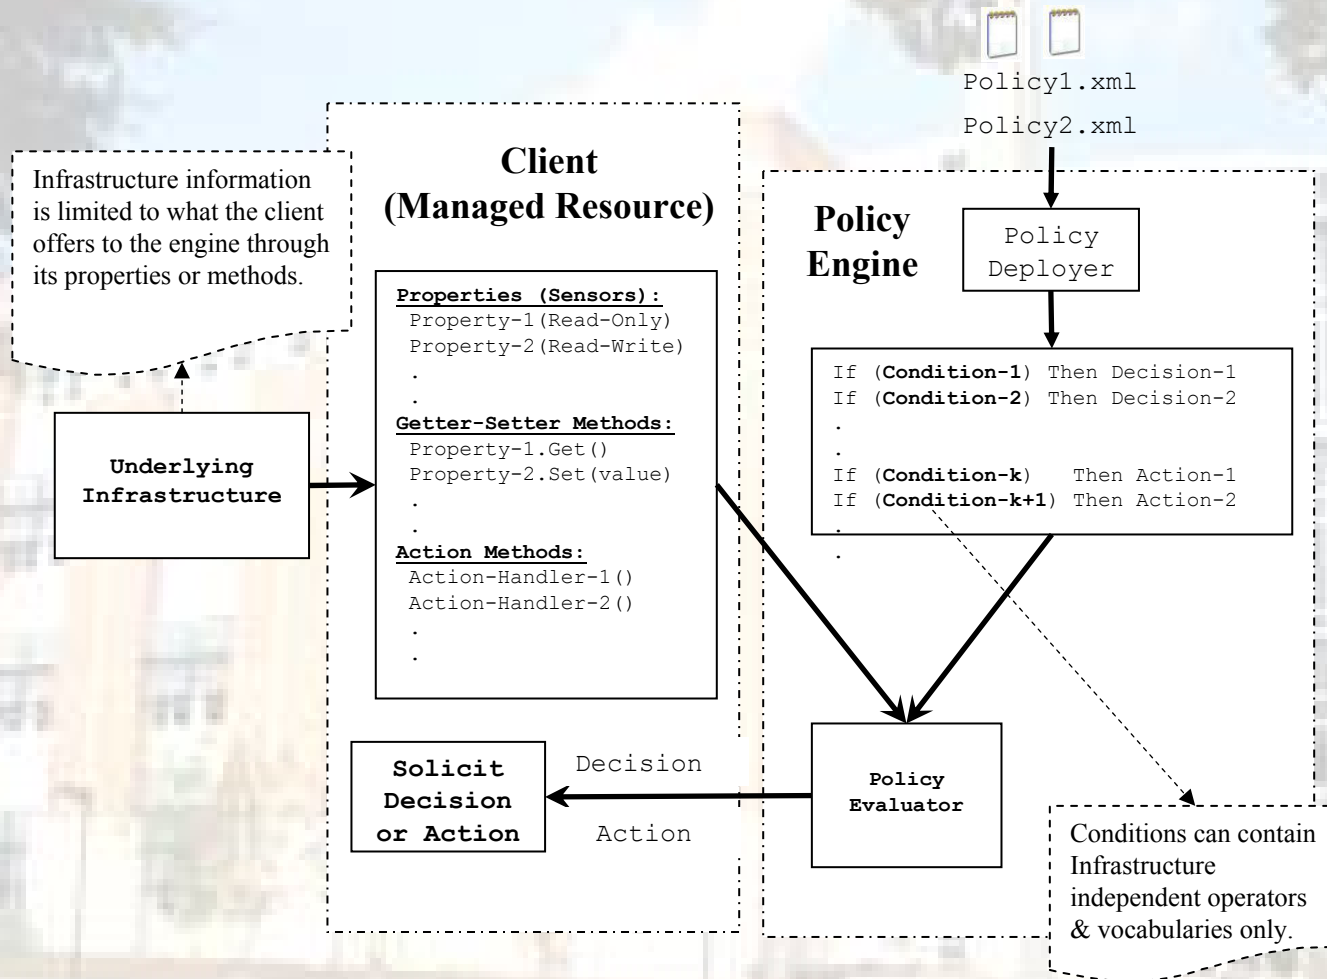 Policy1.xml
Policy2.xml
Infrastructure information
is limited to what the client
offers to the engine through
its properties or methods.
Client
(Managed Resource)
Properties (Sensors):
Property-1(Read-Only)
Property-2(Read-Write)
.
.
Getter-Setter Methods:
Property-1.Get()
Property-2.Set(value)
.
.
Action Methods:
Action-Handler-1()
Action-Handler-2()
.
.
Underlying
Infrastructure
Policy
Engine
Policy
Deployer
If (Condition-1) Then Decision-1
If (Condition-2) Then Decision-2
.
.
If (Condition-k) Then Action-1
If (Condition-k+1) Then Action-2
.
.
Solicit
Decision
or Action
Decision
Action
Policy
Evaluator
Conditions can contain
Infrastructure
independent operators
& vocabularies only.